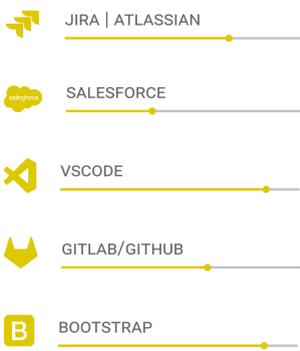 JIRA | ATLASSIAN
salesforce
SALESFORCE
VSCODE
GITLAB/GITHUB
B
BOOTSTRAP